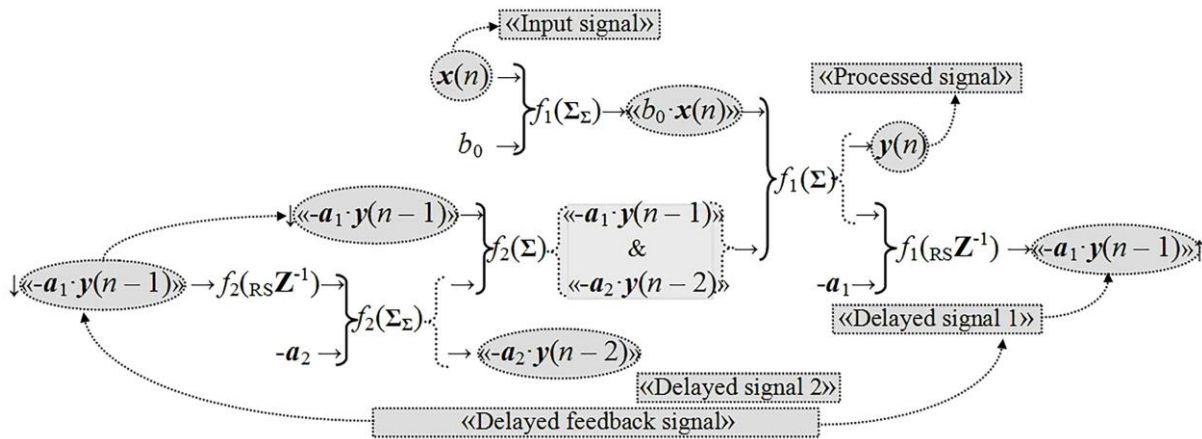 «Input signal»
x(n) →
f₁(Σ_Σ) → «b₀·x(n)» →
b₀ →
«Processed signal»
→ y(n)
f₁(Σ)
↓«-a₁·y(n – 1)» →
f₂(Σ)
«-a₁·y(n – 1)»
&
«-a₂·y(n – 2)»
→
→
f₁(RSZ⁻¹) → «-a₁·y(n – 1)»↑
-a₁ →
↓«-a₁·y(n – 1)» → f₂(RSZ⁻¹) →
f₂(Σ_Σ)
→
-a₂ →
→ «-a₂·y(n – 2)»
«Delayed signal 1»
«Delayed signal 2»
«Delayed feedback signal»